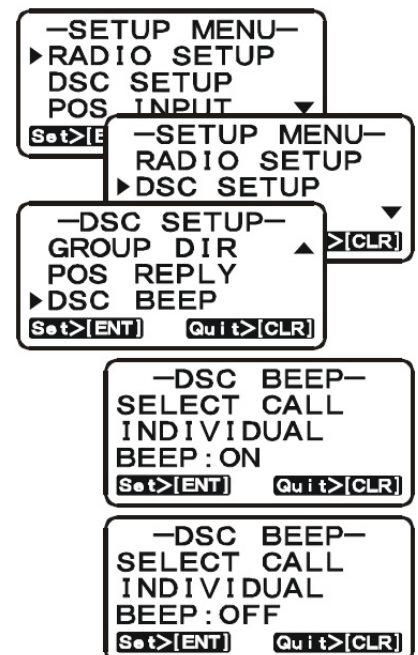 —SETUP MENU—
▶RADIO SETUP
DSC SETUP
POS INPUT ▼
Set>[E
—SETUP MENU—
RADIO SETUP
▶DSC SETUP
▼
>[CLR]
—DSC SETUP—
GROUP DIR ▲
POS REPLY
▶DSC BEEP
Set>[ENT] Quit>[CLR]
—DSC BEEP—
SELECT CALL
INDIVIDUAL
BEEP:ON
Set>[ENT] Quit>[CLR]
—DSC BEEP—
SELECT CALL
INDIVIDUAL
BEEP:OFF
Set>[ENT] Quit>[CLR]